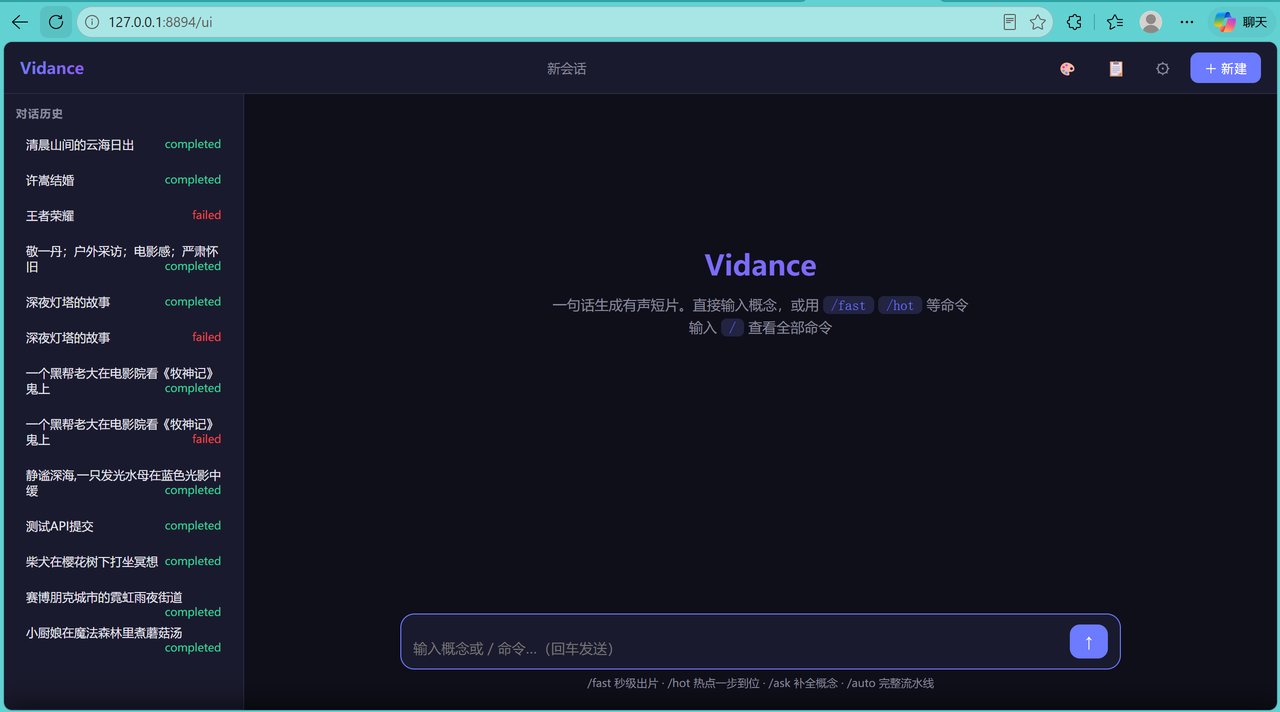 127.0.0.1:8894/ui
聊天
Vidance
新会话
+ 新建
对话历史
清晨山间的云海日出 completed
许嵩结婚 completed
王者荣耀 failed
敬一丹；户外采访；电影感；严肃怀
旧 completed
深夜灯塔的故事 completed
深夜灯塔的故事 failed
一个黑帮老大在电影院看《牧神记》
鬼上 completed
一个黑帮老大在电影院看《牧神记》
鬼上 failed
静谧深海,一只发光水母在蓝色光影中
缓 completed
测试API提交 completed
柴犬在樱花树下打坐冥想 completed
赛博朋克城市的霓虹雨夜街道
completed
小厨娘在魔法森林里煮蘑菇汤
completed
Vidance
一句话生成有声短片。直接输入概念，或用 /fast /hot 等命令
输入 / 查看全部命令
输入概念或 / 命令...（回车发送）
/fast 秒级出片 · /hot 热点一步到位 · /ask 补全概念 · /auto 完整流水线